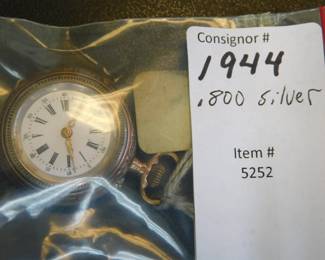 Consignor #
1944
.800 silver
Item #
5252